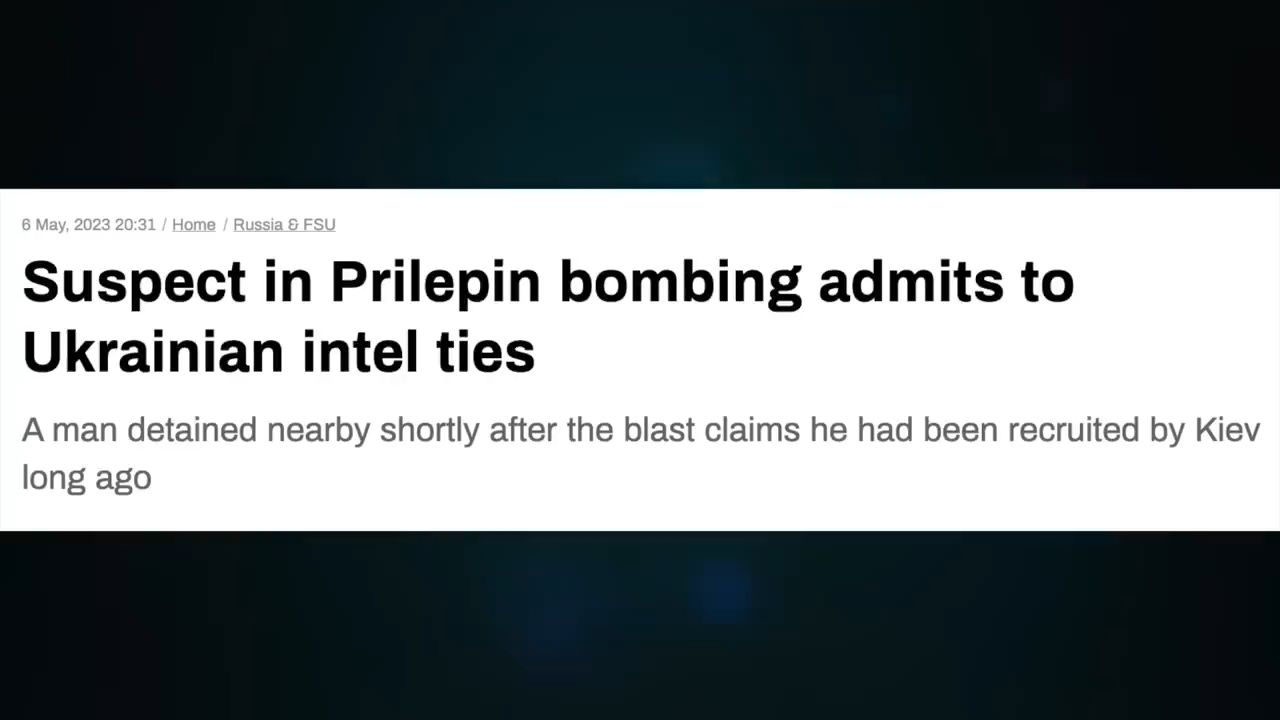 6 May, 2023 20:31 / Home / Russia & FSU
Suspect in Prilepin bombing admits to
Ukrainian intel ties
A man detained nearby shortly after the blast claims he had been recruited by Kiev
long ago